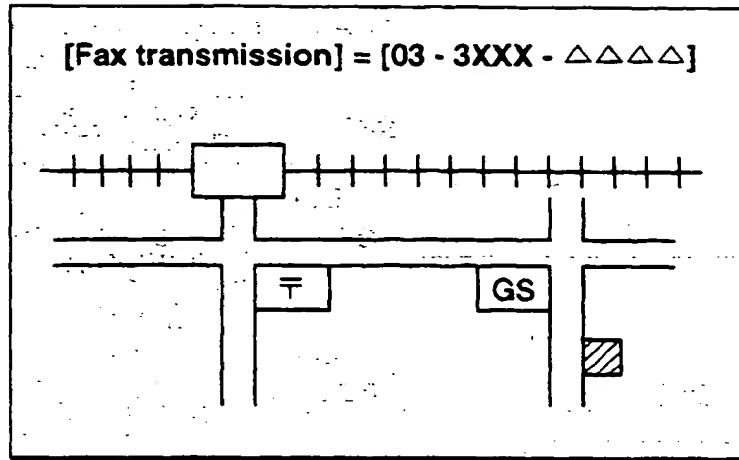 [Fax transmission] = [03 - 3XXX - △△△△]
〒 GS